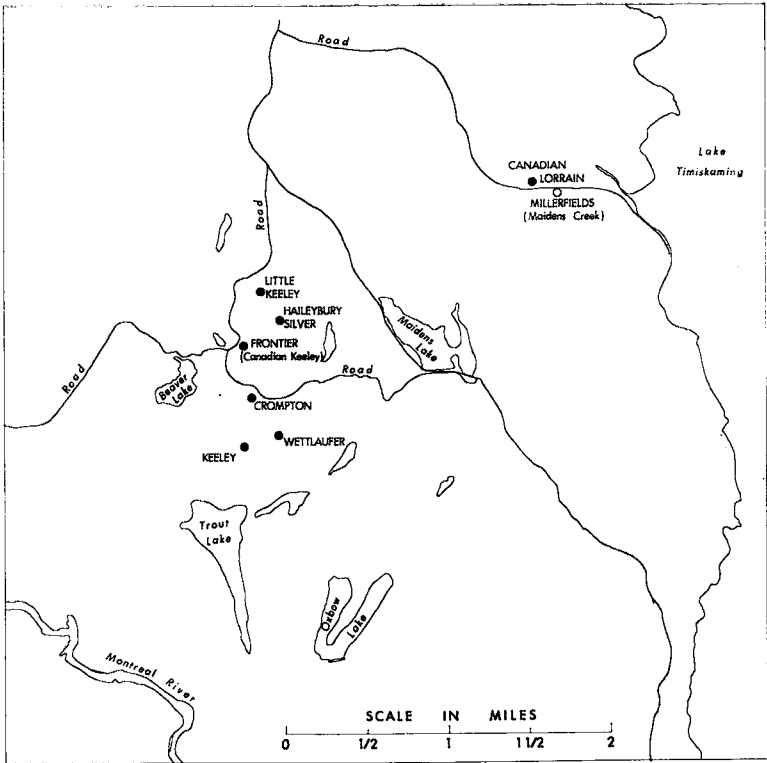 Road
Lake
Timiskaming
CANADIAN
LORRAIN
MILLERFIELDS
(Maidens Creek)
Road
LITTLE
KEELEY
HAILEYBURY
SILVER
Maidens
Lake
FRONTIER
(Canadian Keeley)
Road
Road
Beaver
Lake
CROMPTON
WETTLAUFER
KEELEY
Trout
Lake
Oxbow
Lake
Montreal River
SCALE IN MILES
0 1/2 1 1 1/2 2